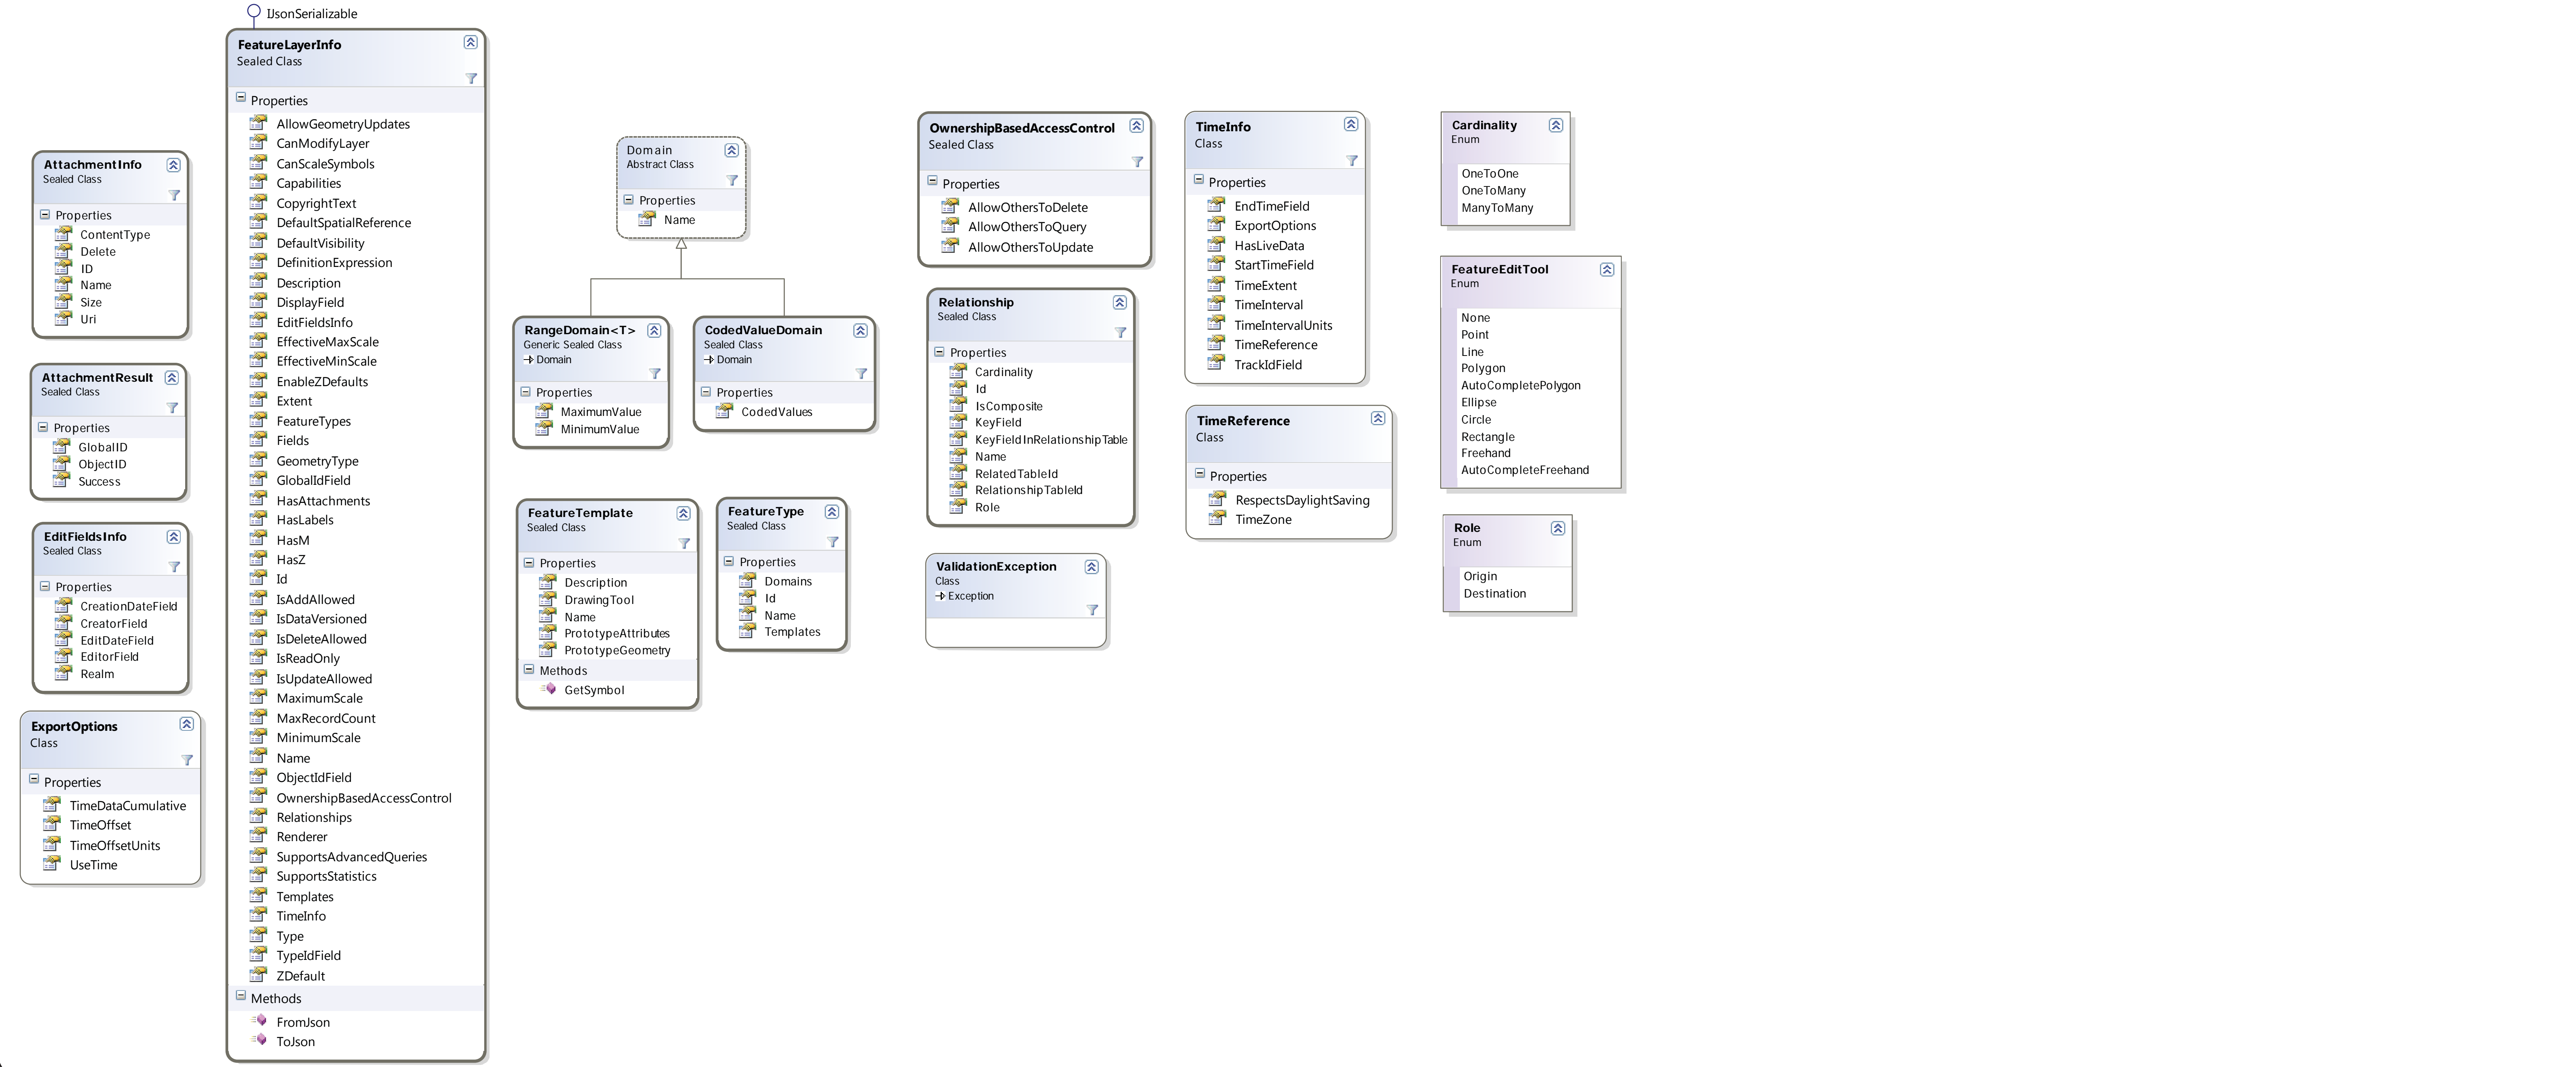 IJsonSerializable
FeatureLayerInfo
Sealed Class
Properties
AllowGeometryUpdates
CanModifyLayer
CanScaleSymbols
Capabilities
CopyrightText
DefaultSpatialReference
DefaultVisibility
DefinitionExpression
Description
DisplayField
EditFieldsInfo
EffectiveMaxScale
EffectiveMinScale
EnableZDefaults
Extent
FeatureTypes
Fields
GeometryType
GlobalIdField
HasAttachments
HasLabels
HasM
HasZ
Id
IsAddAllowed
IsDataVersioned
IsDeleteAllowed
IsReadOnly
IsUpdateAllowed
MaximumScale
MaxRecordCount
MinimumScale
Name
ObjectIdField
OwnershipBasedAccessControl
Relationships
Renderer
SupportsAdvancedQueries
SupportsStatistics
Templates
TimeInfo
Type
TypeIdField
ZDefault
Methods
FromJson
ToJson
AttachmentInfo
Sealed Class
Properties
ContentType
Delete
ID
Name
Size
Uri
AttachmentResult
Sealed Class
Properties
GlobalID
ObjectID
Success
EditFieldsInfo
Sealed Class
Properties
CreationDateField
CreatorField
EditDateField
EditorField
Realm
ExportOptions
Class
Properties
TimeDataCumulative
TimeOffset
TimeOffsetUnits
UseTime
Domain
Abstract Class
Properties
Name
RangeDomain<T>
Generic Sealed Class
Domain
Properties
MaximumValue
MinimumValue
CodedValueDomain
Sealed Class
Domain
Properties
CodedValues
FeatureTemplate
Sealed Class
Properties
Description
DrawingTool
Name
PrototypeAttributes
PrototypeGeometry
Methods
GetSymbol
FeatureType
Sealed Class
Properties
Domains
Id
Name
Templates
OwnershipBasedAccessControl
Sealed Class
Properties
AllowOthersToDelete
AllowOthersToQuery
AllowOthersToUpdate
Relationship
Sealed Class
Properties
Cardinality
Id
IsComposite
KeyField
KeyFieldInRelationshipTable
Name
RelatedTableId
RelationshipTableId
Role
ValidationException
Class
Exception
TimeInfo
Class
Properties
EndTimeField
ExportOptions
HasLiveData
StartTimeField
TimeExtent
TimeInterval
TimeIntervalUnits
TimeReference
TrackIdField
TimeReference
Class
Properties
RespectsDaylightSaving
TimeZone
Cardinality
Enum
OneToOne
OneToMany
ManyToMany
FeatureEditTool
Enum
None
Point
Line
Polygon
AutoCompletePolygon
Ellipse
Circle
Rectangle
Freehand
AutoCompleteFreehand
Role
Enum
Origin
Destination